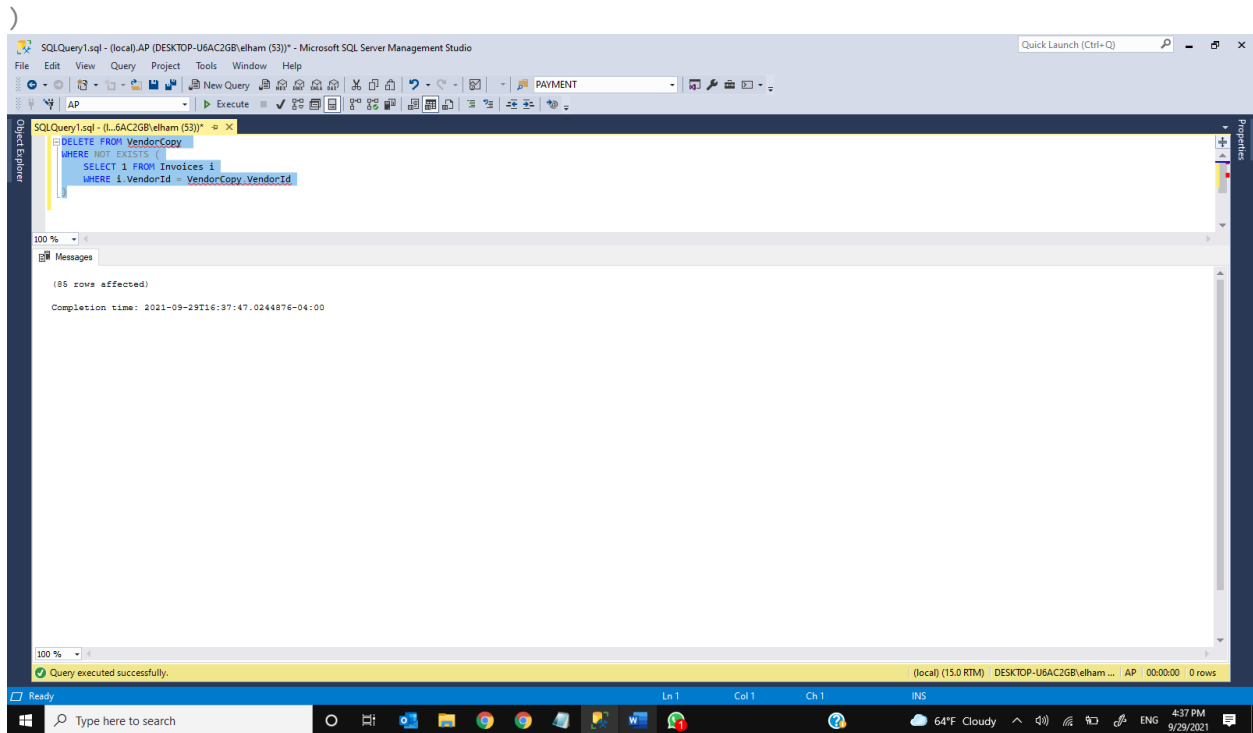 )
SQLQuery1.sql - (local).AP (DESKTOP-U6AC2GB\elham (53))* - Microsoft SQL Server Management Studio
Quick Launch (Ctrl+Q)
File Edit View Query Project Tools Window Help
New Query PAYMENT
AP Execute
SQLQuery1.sql - (l...6AC2GB\elham (53))*
Object Explorer
Properties
DELETE FROM VendorCopy
WHERE NOT EXISTS (
SELECT 1 FROM Invoices i
WHERE i.VendorId = VendorCopy.VendorId
)
100 %
Messages
(85 rows affected)
Completion time: 2021-09-29T16:37:47.0244876-04:00
100 %
Query executed successfully.
(local) (15.0 RTM) DESKTOP-U6AC2GB\elham ... AP 00:00:00 0 rows
Ready Ln 1 Col 1 Ch 1 INS
Type here to search
64°F Cloudy ENG 4:37 PM
9/29/2021